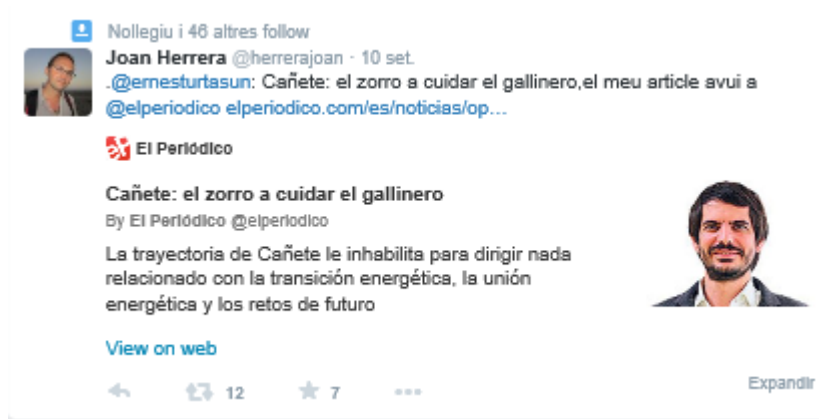 Nollegiu i 46 altres follow
Joan Herrera @herrerajoan · 10 set.
.@ernesturtasun: Cañete: el zorro a cuidar el gallinero,el meu article avui a
@elperiodico elperiodico.com/es/noticias/op…
El Periódico
Cañete: el zorro a cuidar el gallinero
By El Periódico @elperiodico
La trayectoria de Cañete le inhabilita para dirigir nada
relacionado con la transición energética, la unión
energética y los retos de futuro
View on web
12 7
Expandir